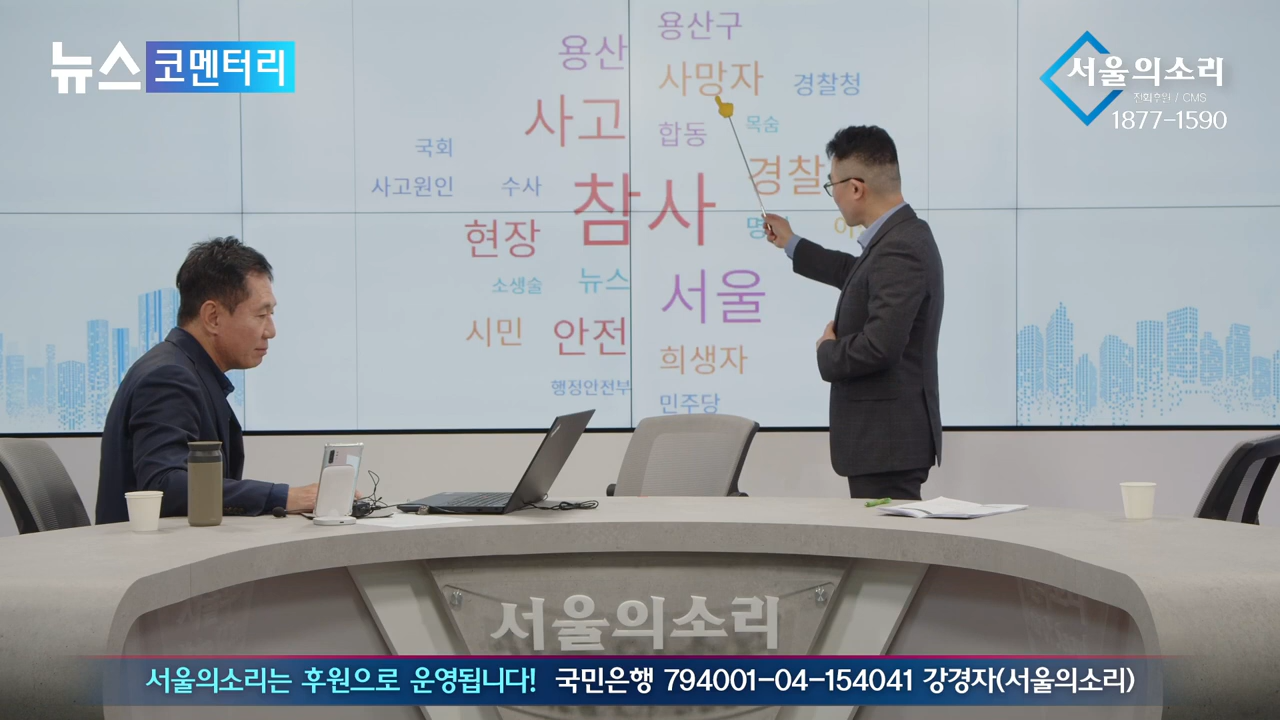 뉴스 코멘터리
서울의소리
전화후원 / CMS
1877-1590
용산구
용산
사망자
경찰청
사고
합동
목숨
국회
경찰
사고원인
수사
참사
현장
소생술
뉴스
서울
시민
안전
희생자
행정안전부
민주당
서울의소리
서울의소리는 후원으로 운영됩니다! 국민은행 794001-04-154041 강경자(서울의소리)